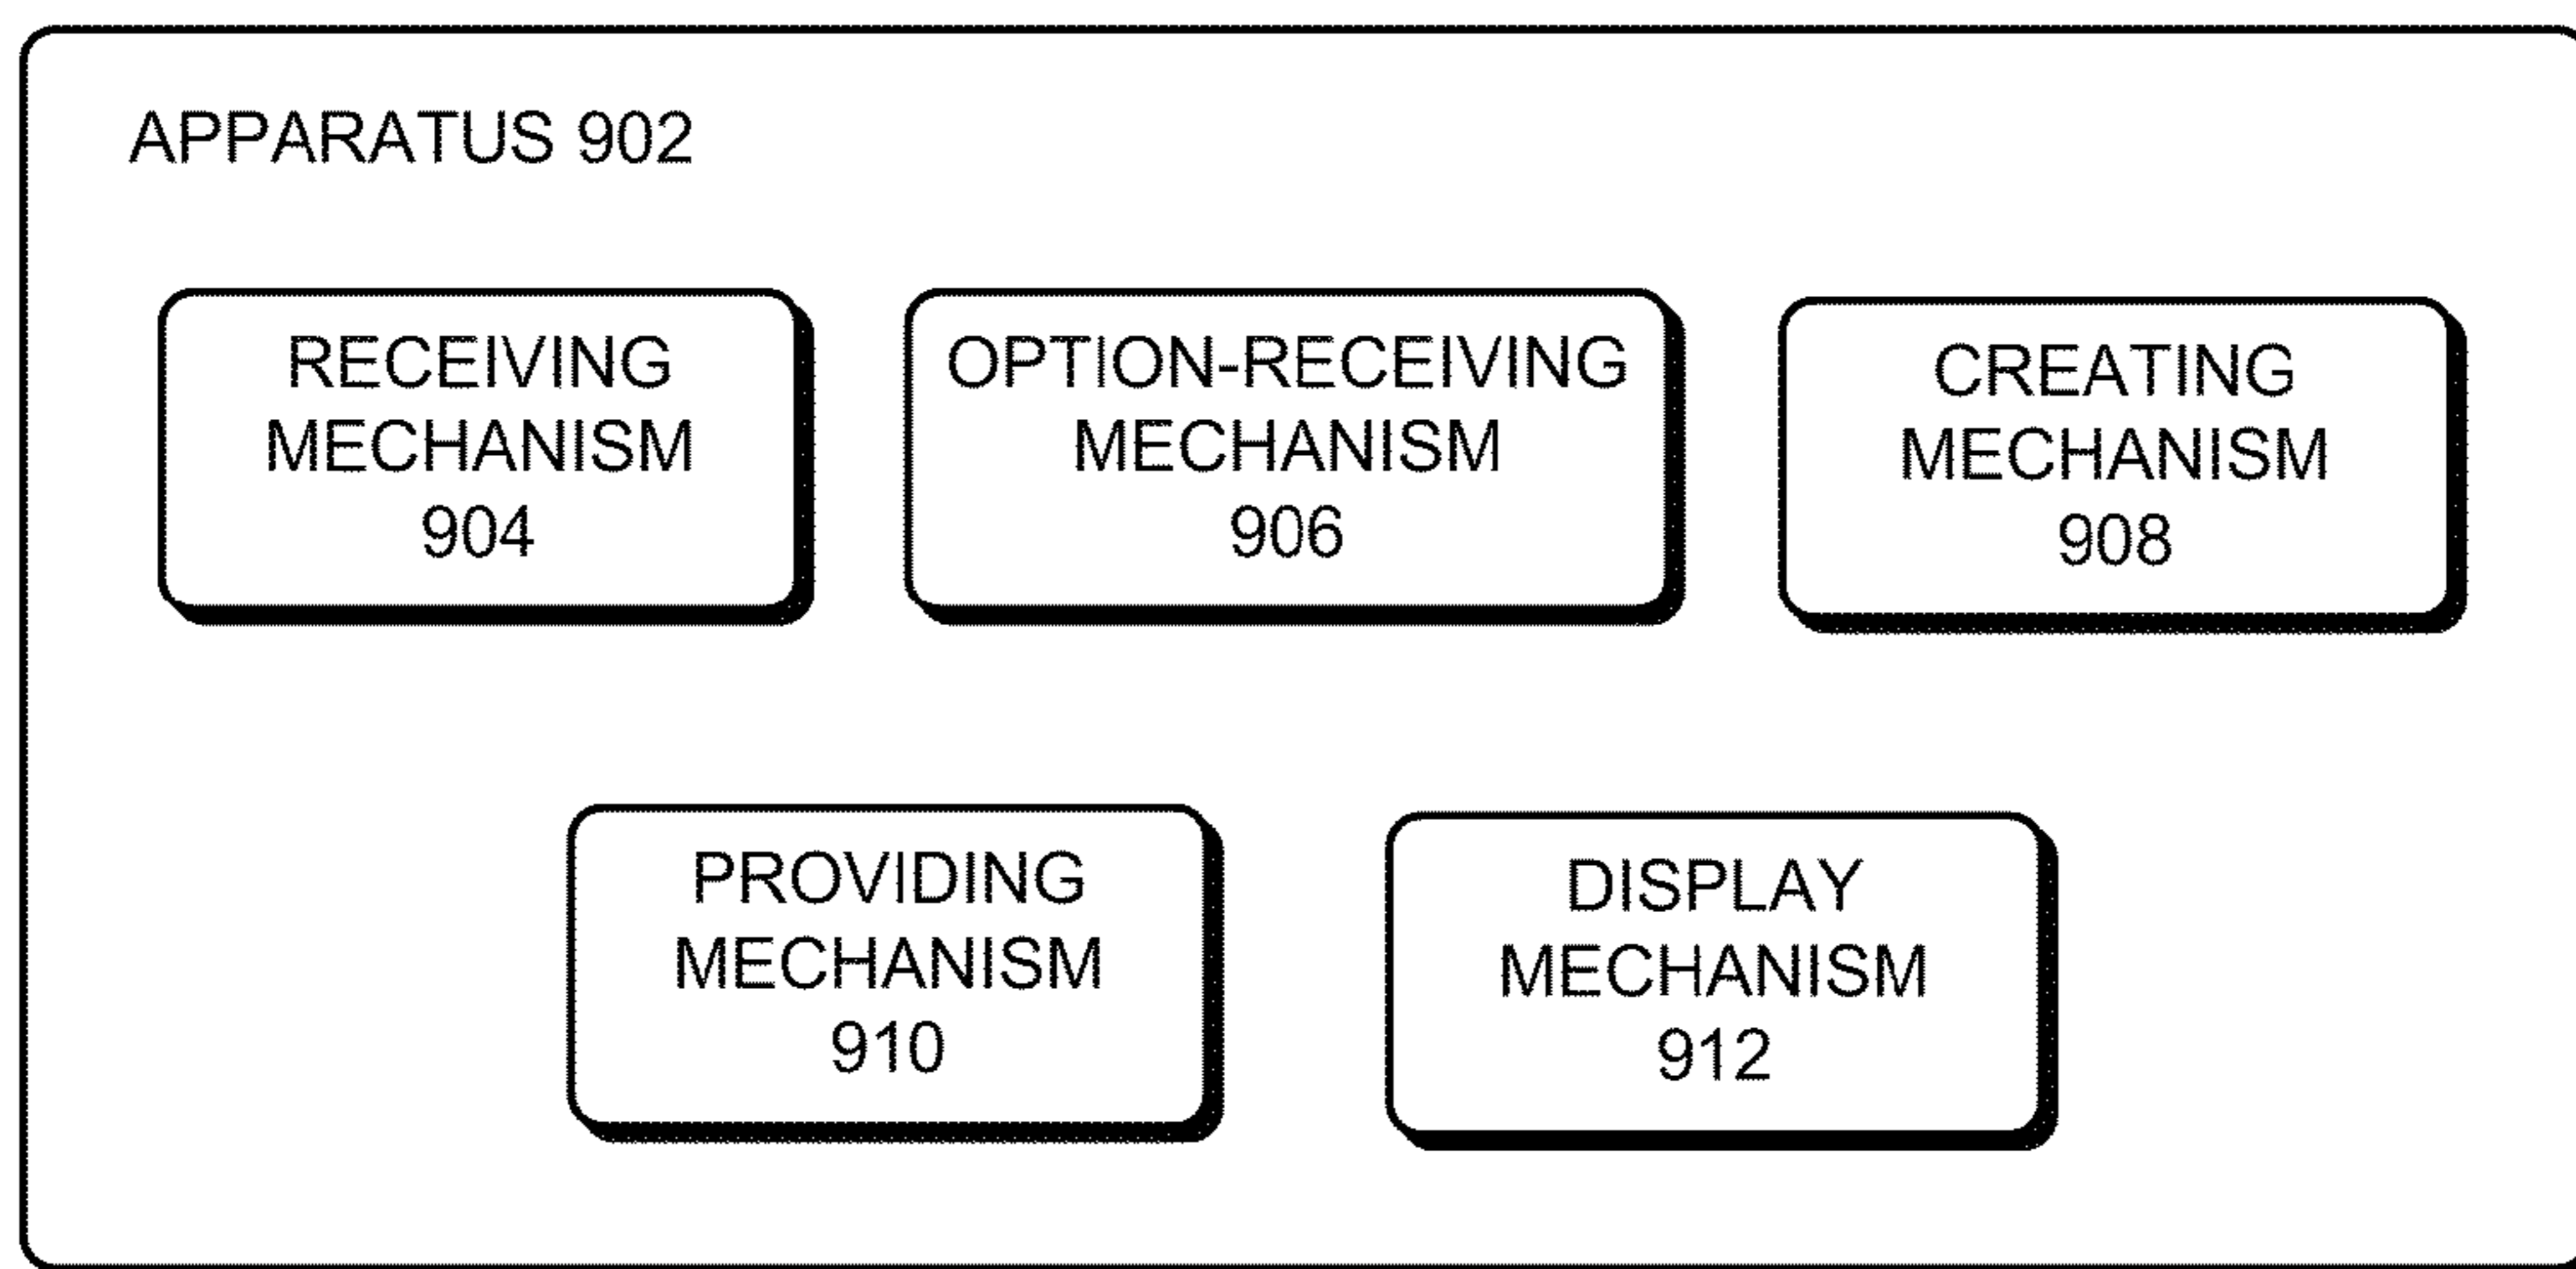 APPARATUS 902
RECEIVING
MECHANISM
904
OPTION-RECEIVING
MECHANISM
906
CREATING
MECHANISM
908
PROVIDING
MECHANISM
910
DISPLAY
MECHANISM
912